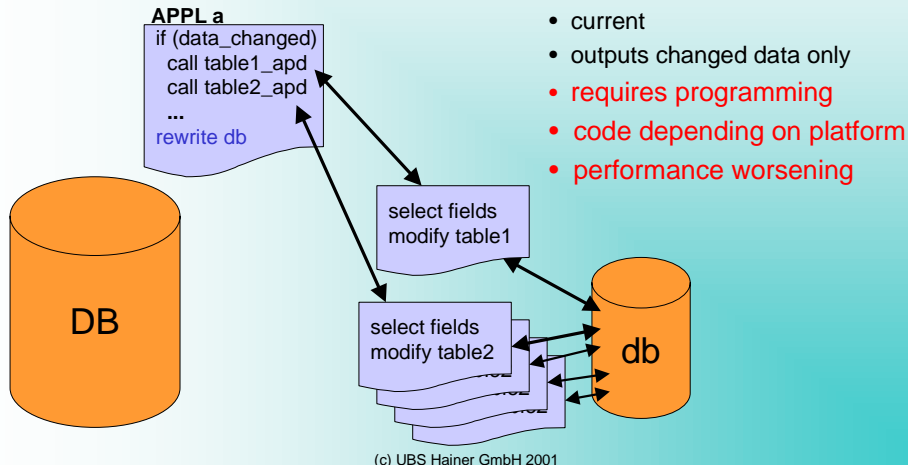 APPL a
if (data_changed)
call table1_apd
call table2_apd
...
rewrite db
• current
• outputs changed data only
• requires programming
• code depending on platform
• performance worsening
select fields
modify table1
DB
select fields
modify table2
db
(c) UBS Hainer GmbH 2001